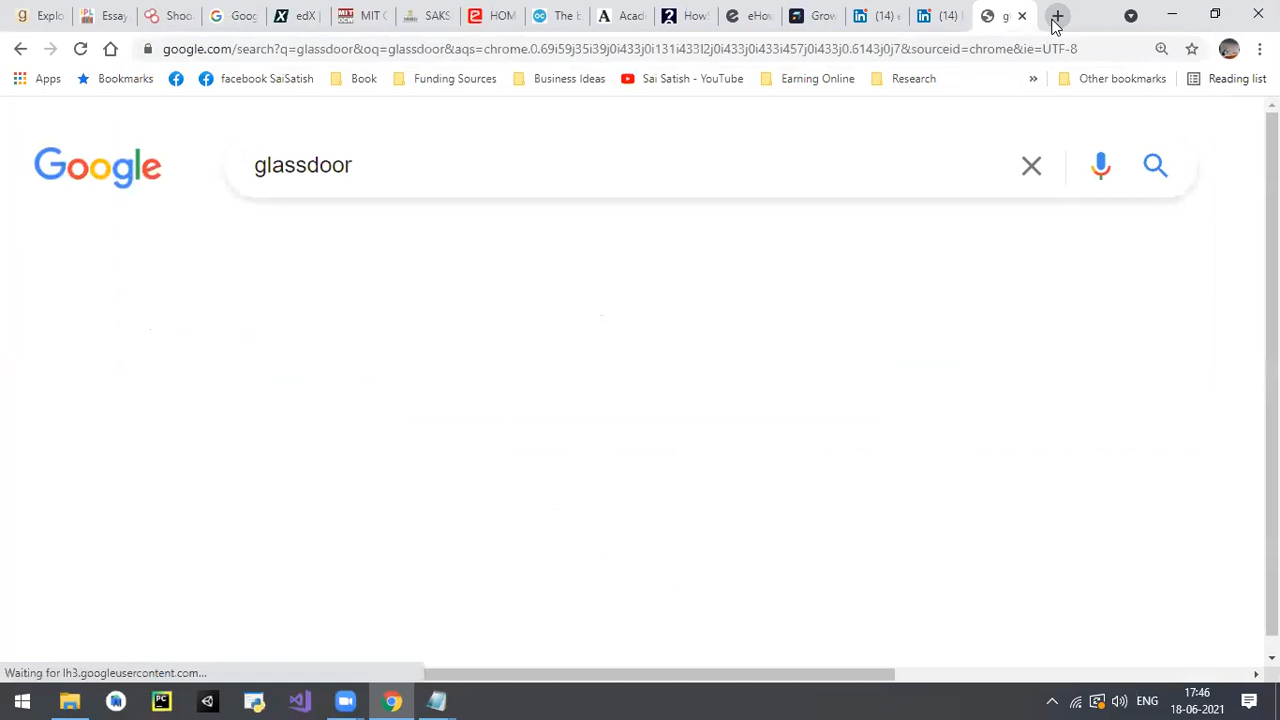 Explo
Essay
Shoo
Goog
edX
MIT C
SAKS
HOM
The b
Acad
HowS
eHow
Grow
(14)
(14)
google.com/search?q=glassdoor&oq=glassdoor&aqs=chrome.0.69i59j35i39j0i433j0i131i433l2j0i433j0i433i457j0i433j0.6143j0j7&sourceid=chrome&ie=UTF-8
Apps Bookmarks facebook SaiSatish Book Funding Sources Business Ideas Sai Satish - YouTube Earning Online Research » Other bookmarks Reading list
Google
glassdoor
Waiting for lh3.googleusercontent.com...
ENG
17:46
18-06-2021